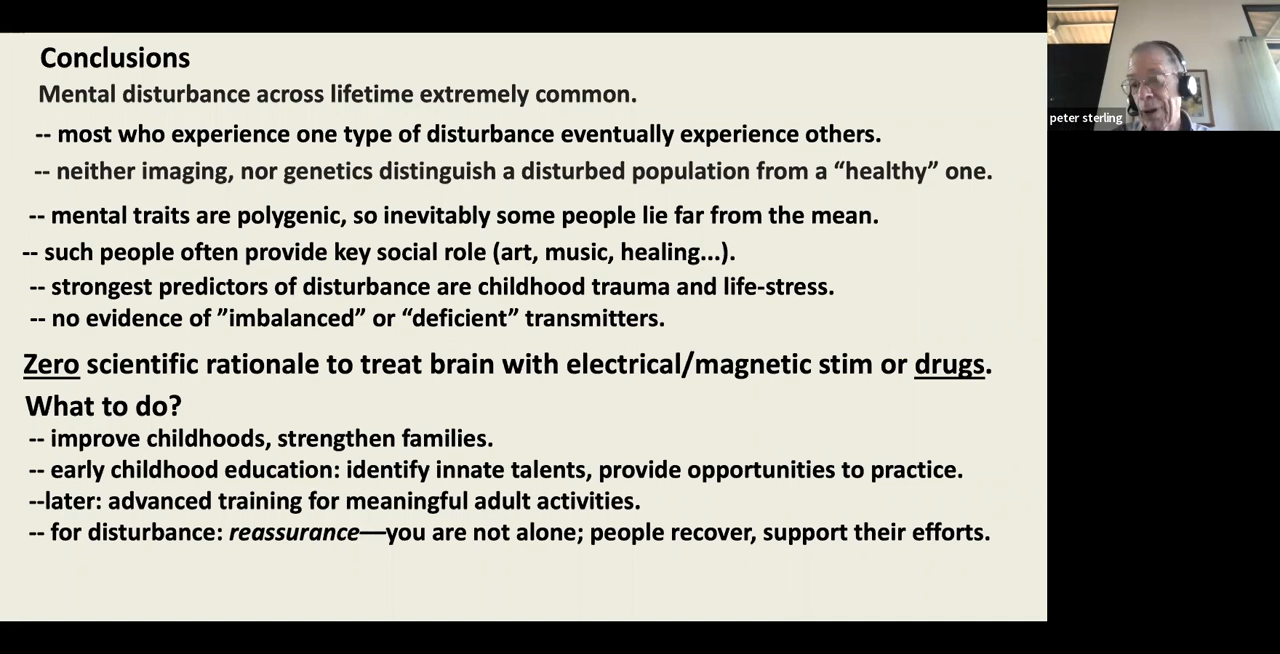 Conclusions
Mental disturbance across lifetime extremely common.
-- most who experience one type of disturbance eventually experience others.
-- neither imaging, nor genetics distinguish a disturbed population from a “healthy” one.
-- mental traits are polygenic, so inevitably some people lie far from the mean.
-- such people often provide key social role (art, music, healing...).
-- strongest predictors of disturbance are childhood trauma and life-stress.
-- no evidence of ”imbalanced” or “deficient” transmitters.
Zero scientific rationale to treat brain with electrical/magnetic stim or drugs.
What to do?
-- improve childhoods, strengthen families.
-- early childhood education: identify innate talents, provide opportunities to practice.
--later: advanced training for meaningful adult activities.
-- for disturbance: reassurance—you are not alone; people recover, support their efforts.
peter sterling